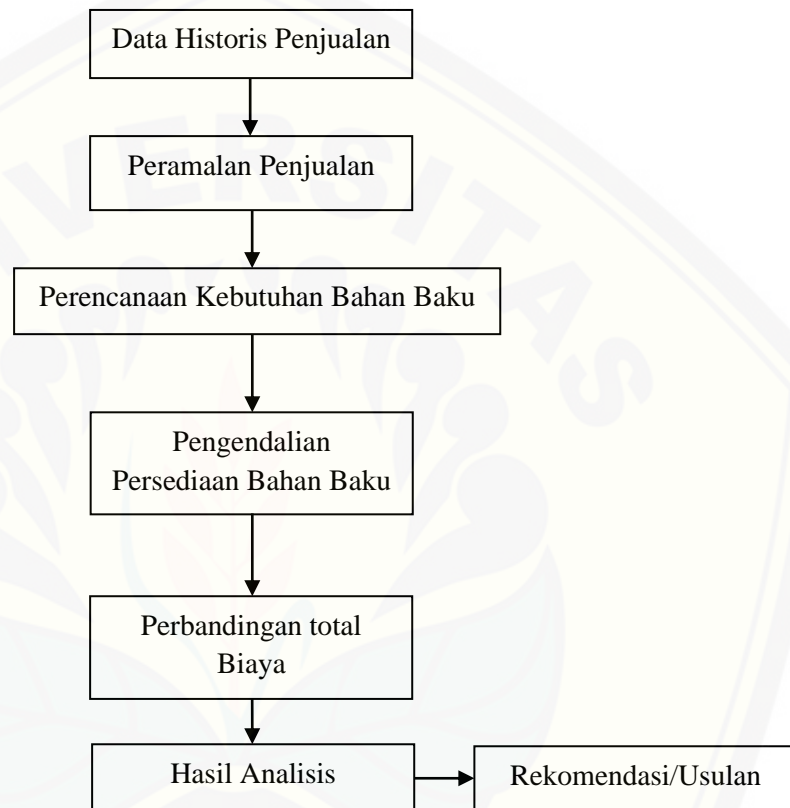 Data Historis Penjualan
Peramalan Penjualan
Perencanaan Kebutuhan Bahan Baku
Pengendalian
Persediaan Bahan Baku
Perbandingan total
Biaya
Hasil Analisis
Rekomendasi/Usulan